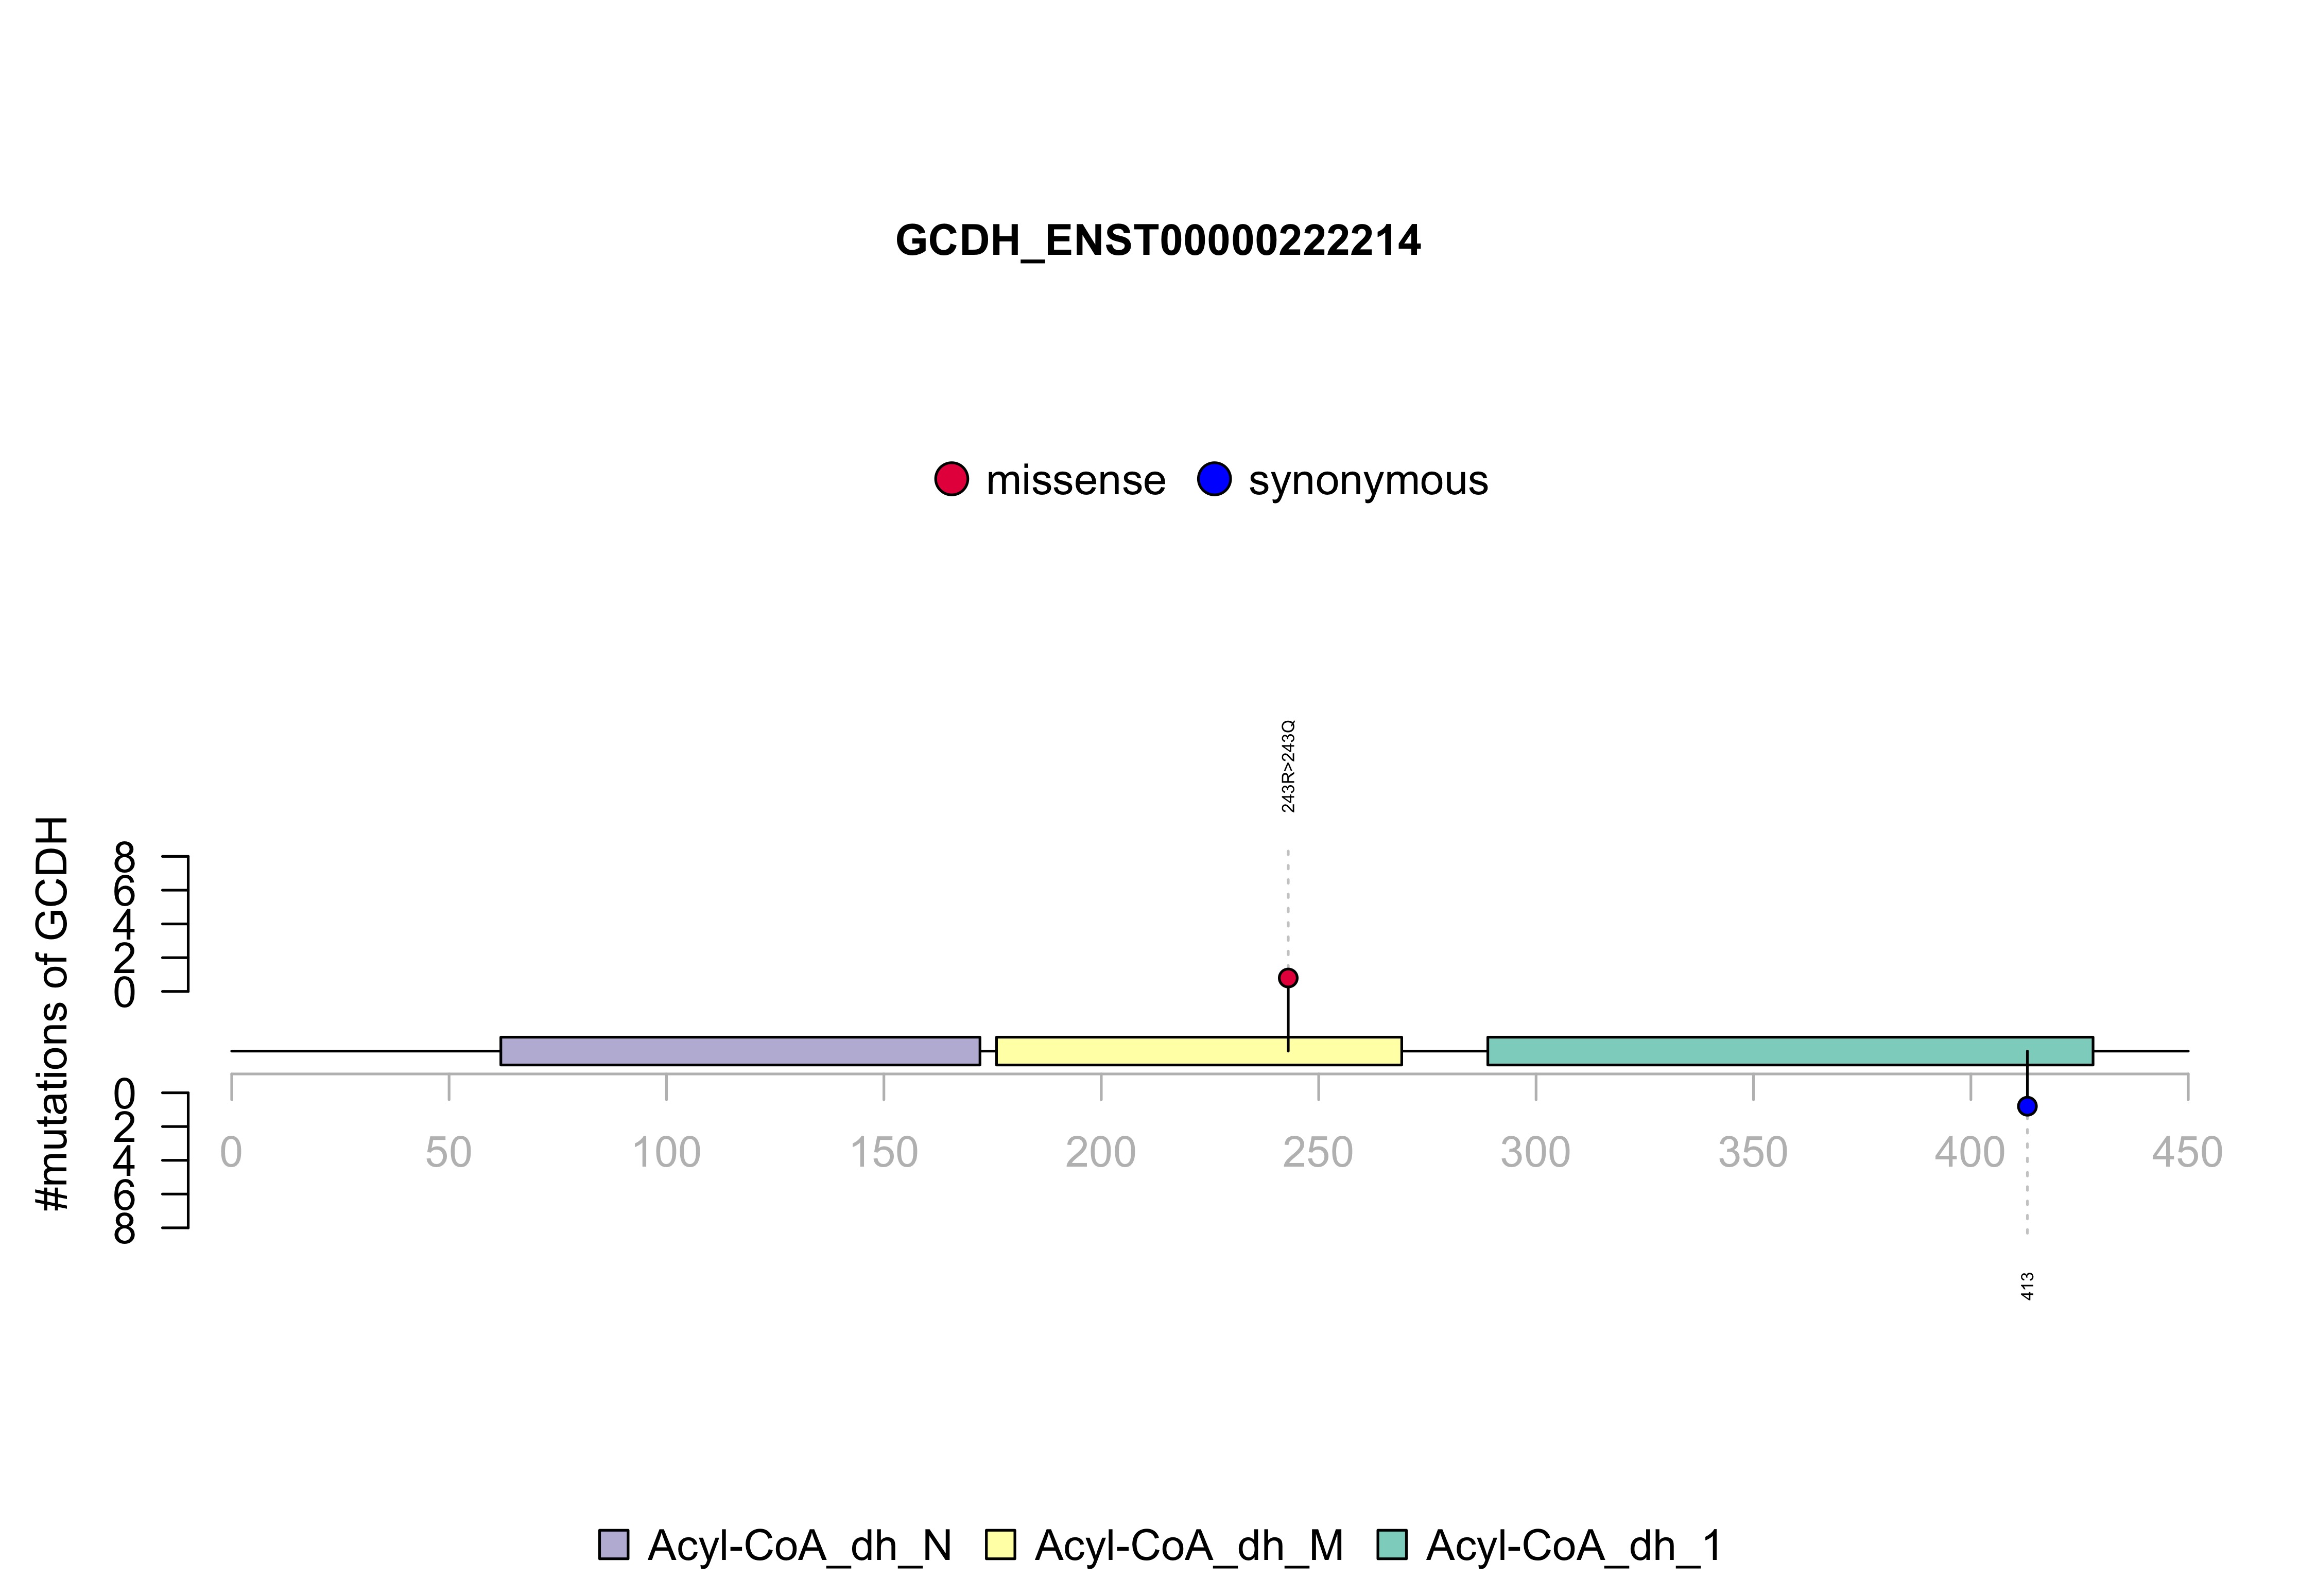 GCDH_ENST00000222214
missense synonymous
243R>243Q
#mutations of GCDH
8
6
4
2
0
0
2
4
6
8
0 50 100 150 200 250 300 350 400 450
413
Acyl-CoA_dh_N Acyl-CoA_dh_M Acyl-CoA_dh_1